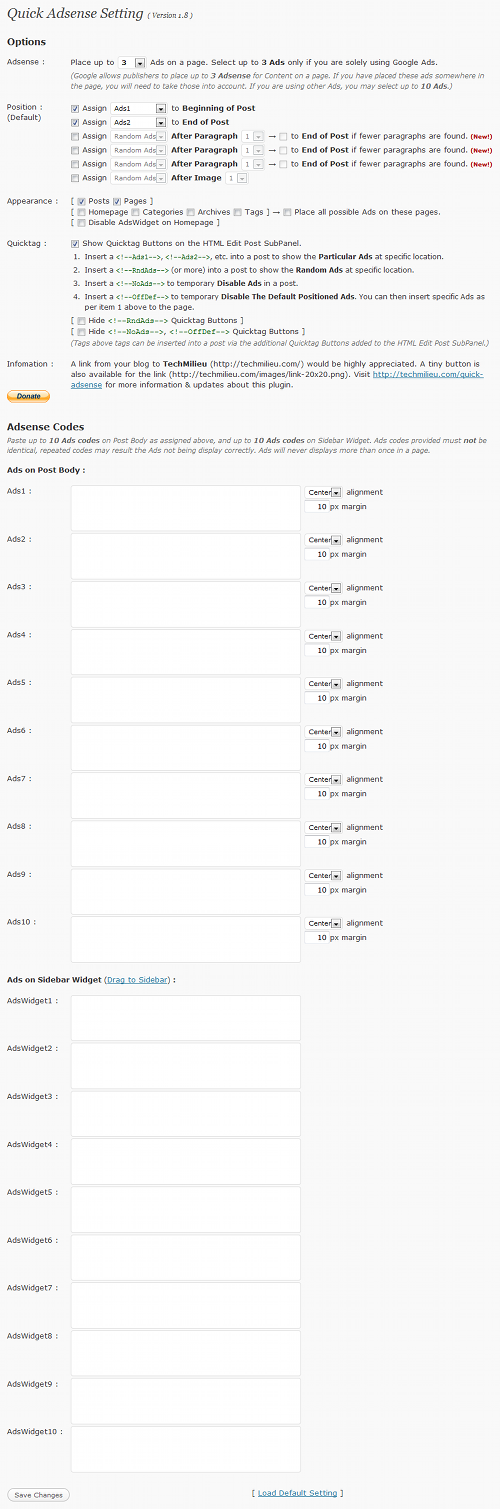 Quick Adsense Setting ( Version 1.8 )
Options
Adsense : Place up to 3 Ads on a page. Select up to 3 Ads only if you are solely using Google Ads.
(Google allows publishers to place up to 3 Adsense for Content on a page. If you have placed these ads somewhere in the page, you will need to take those into account. If you are using other Ads, you may select up to 10 Ads.)
Position : (Default) Assign Ads1 to Beginning of Post
Assign Ads2 to End of Post
Assign Random Ads After Paragraph 1 → to End of Post if fewer paragraphs are found. (New!)
Assign Random Ads After Paragraph 1 → to End of Post if fewer paragraphs are found. (New!)
Assign Random Ads After Paragraph 1 → to End of Post if fewer paragraphs are found. (New!)
Assign Random Ads After Image 1
Appearance : [ Posts Pages ]
[ Homepage Categories Archives Tags ] → Place all possible Ads on these pages.
[ Disable AdsWidget on Homepage ]
Quicktag : Show Quicktag Buttons on the HTML Edit Post SubPanel.
1. Insert a <!--Ads1-->, <!--Ads2-->, etc. into a post to show the Particular Ads at specific location.
2. Insert a <!--RndAds--> (or more) into a post to show the Random Ads at specific location.
3. Insert a <!--NoAds--> to temporary Disable Ads in a post.
4. Insert a <!--OffDef--> to temporary Disable The Default Positioned Ads. You can then insert specific Ads as per item 1 above to the page.
[ Hide <!--RndAds--> Quicktag Buttons ]
[ Hide <!--NoAds-->, <!--OffDef--> Quicktag Buttons ]
(Tags above tags can be inserted into a post via the additional Quicktag Buttons added to the HTML Edit Post SubPanel.)
Infomation : A link from your blog to TechMilieu (http://techmilieu.com/) would be highly appreciated. A tiny button is
also available for the link (http://techmilieu.com/images/link-20x20.png). Visit http://techmilieu.com/quick-
adsense for more information & updates about this plugin.
Donate
Adsense Codes
Paste up to 10 Ads codes on Post Body as assigned above, and up to 10 Ads codes on Sidebar Widget. Ads codes provided must not be
identical, repeated codes may result the Ads not being display correctly. Ads will never displays more than once in a page.
Ads on Post Body :
Ads1 : Center alignment
10 px margin
Ads2 : Center alignment
10 px margin
Ads3 : Center alignment
10 px margin
Ads4 : Center alignment
10 px margin
Ads5 : Center alignment
10 px margin
Ads6 : Center alignment
10 px margin
Ads7 : Center alignment
10 px margin
Ads8 : Center alignment
10 px margin
Ads9 : Center alignment
10 px margin
Ads10 : Center alignment
10 px margin
Ads on Sidebar Widget (Drag to Sidebar) :
AdsWidget1 :
AdsWidget2 :
AdsWidget3 :
AdsWidget4 :
AdsWidget5 :
AdsWidget6 :
AdsWidget7 :
AdsWidget8 :
AdsWidget9 :
AdsWidget10 :
Save Changes [ Load Default Setting ]